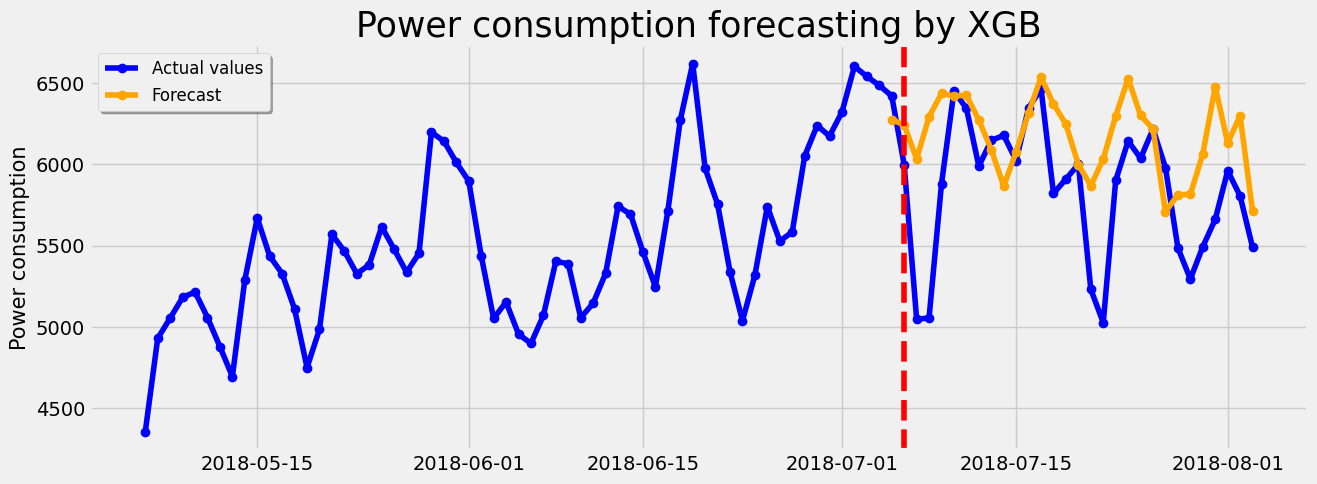 Power consumption forecasting by XGB
Actual values
Forecast
Power consumption
6500
6000
5500
5000
4500
2018-05-15
2018-06-01
2018-06-15
2018-07-01
2018-07-15
2018-08-01